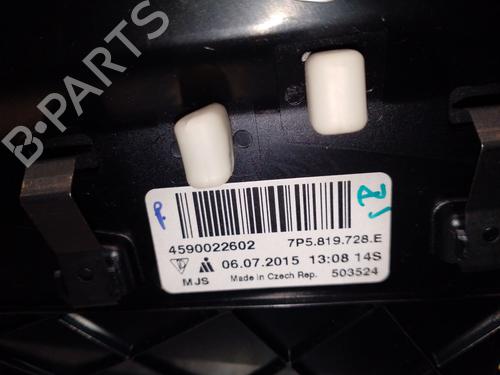 B-PARTS
4590022602 7P5.819.728.E
06.07.2015 13:08 14S
MJS Made in Czech Rep. 503524